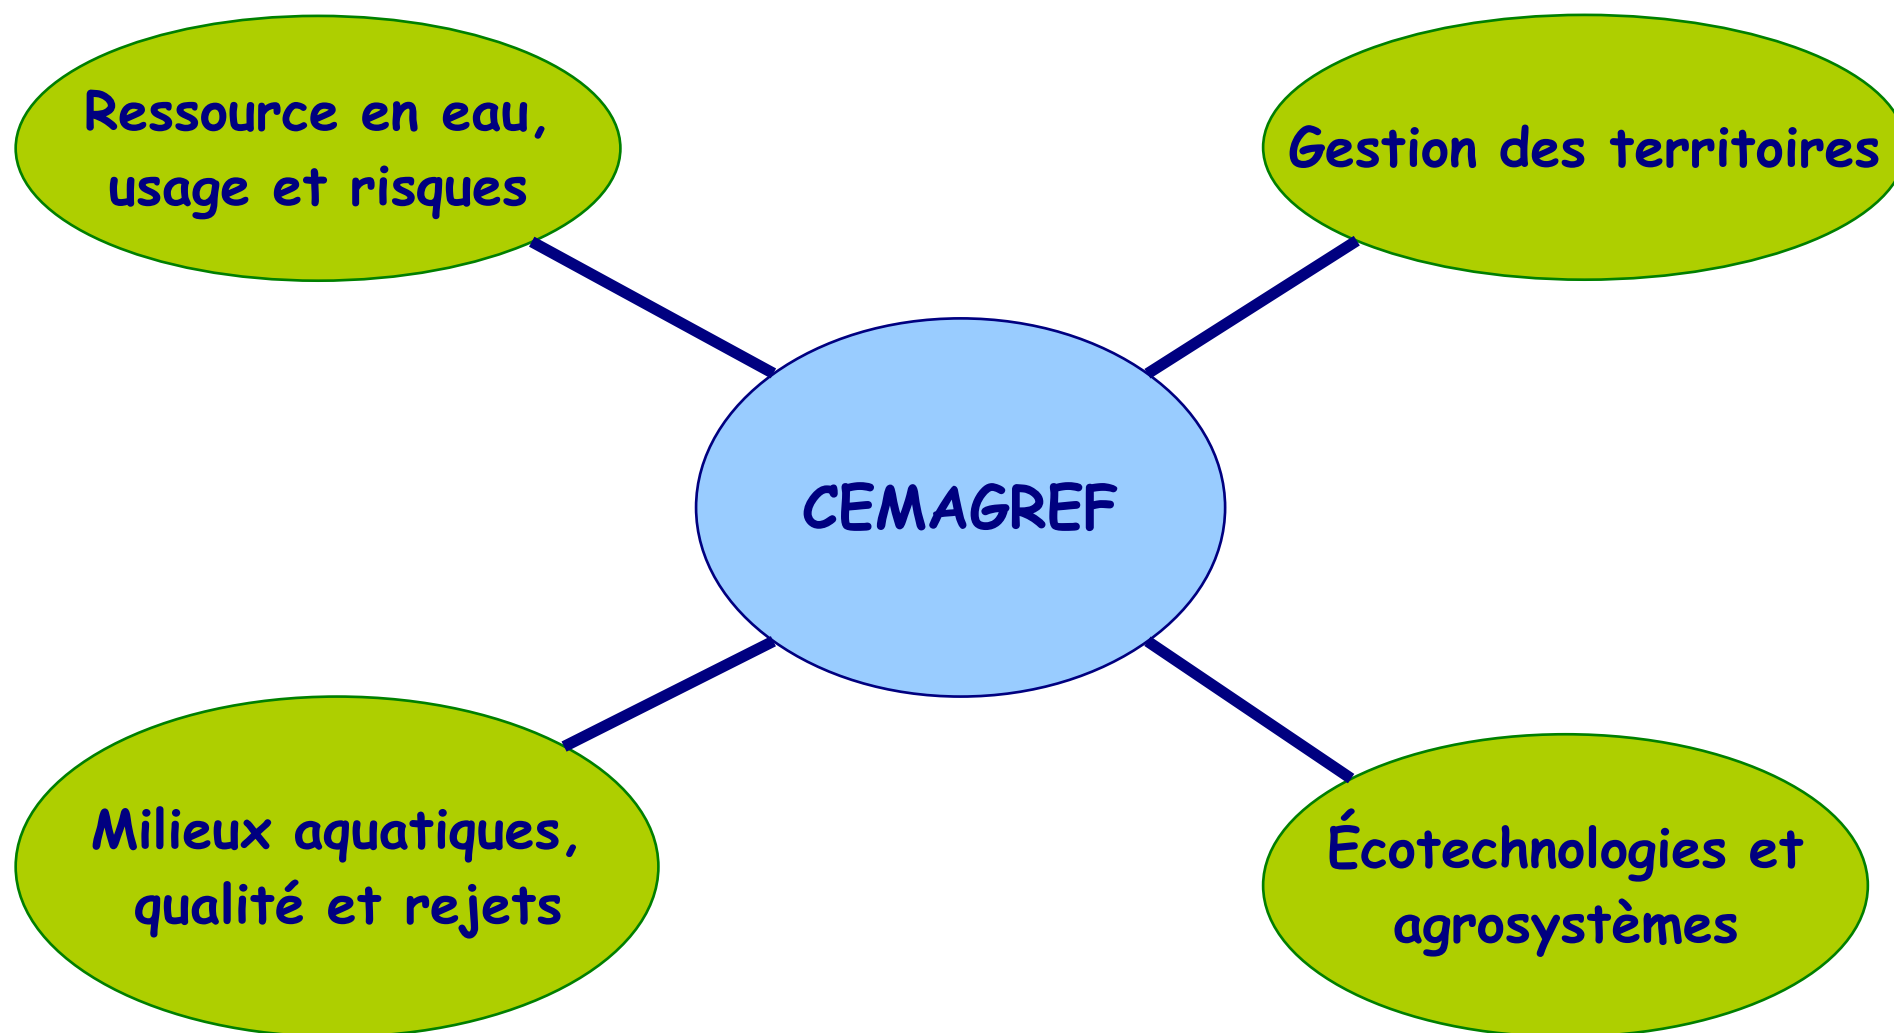 Ressource en eau,
usage et risques
Gestion des territoires
CEMAGREF
Milieux aquatiques,
qualité et rejets
Écotechnologies et
agrosystèmes